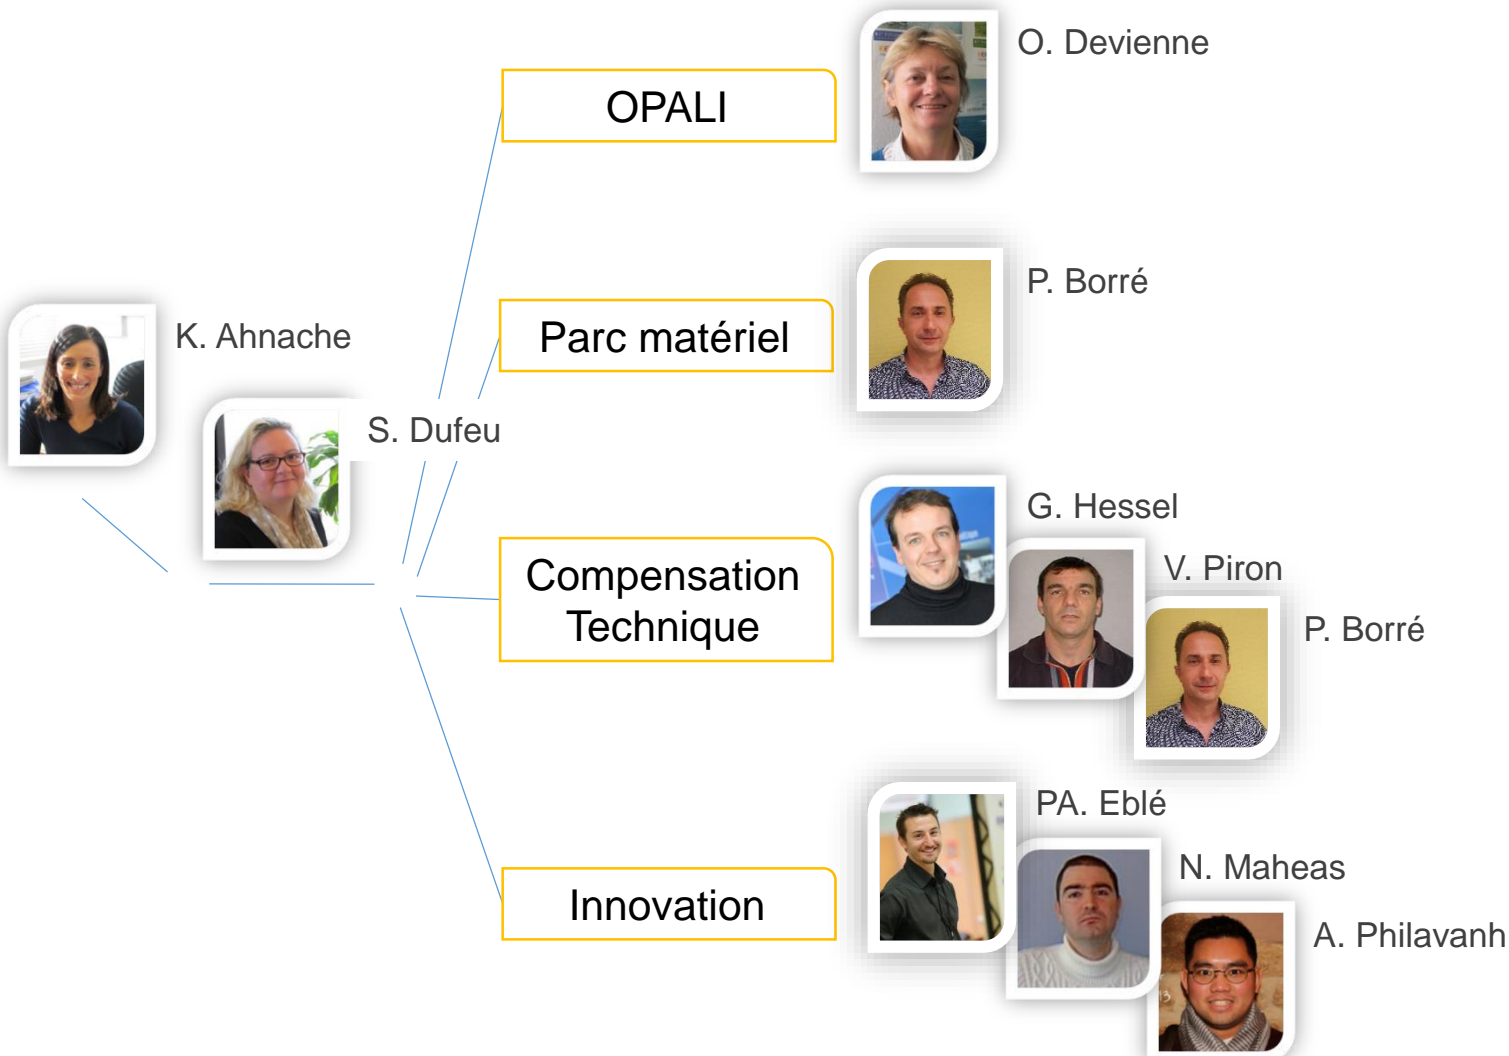 O. Devienne
OPALI
P. Borré
K. Ahnache
Parc matériel
S. Dufeu
G. Hessel
Compensation
Technique
V. Piron
P. Borré
PA. Eblé
N. Maheas
Innovation
A. Philavanh